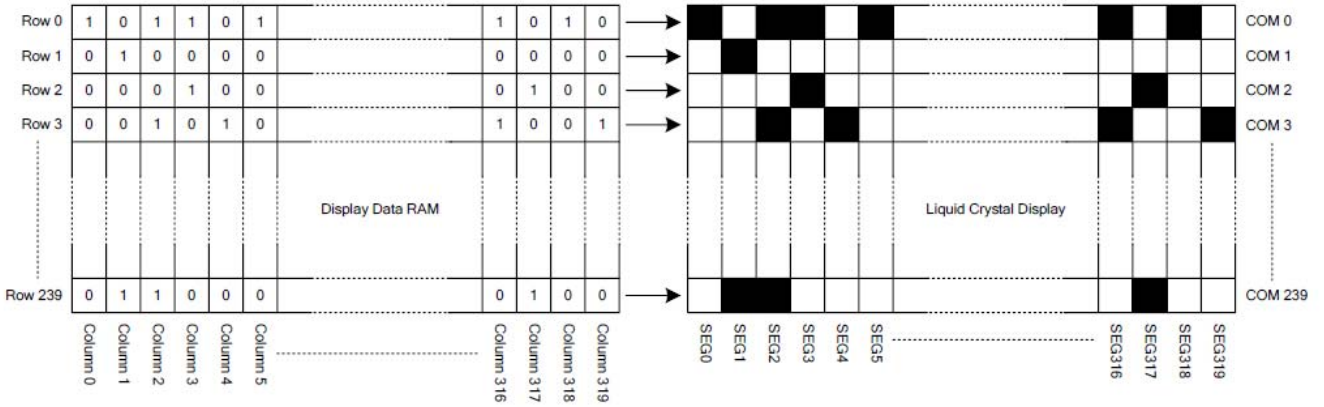 Row 0 1 0 1 1 0 1 1 0 1 0 COM 0
Row 1 0 1 0 0 0 0 0 0 0 0 COM 1
Row 2 0 0 0 1 0 0 0 1 0 0 COM 2
Row 3 0 0 1 0 1 0 1 0 0 1 COM 3
Display Data RAM Liquid Crystal Display
Row 239 0 1 1 0 0 0 0 1 0 0 COM 239
Column 0 Column 1 Column 2 Column 3 Column 4 Column 5 Column 316 Column 317 Column 318 Column 319 SEG0 SEG1 SEG2 SEG3 SEG4 SEG5 SEG316 SEG317 SEG318 SEG319